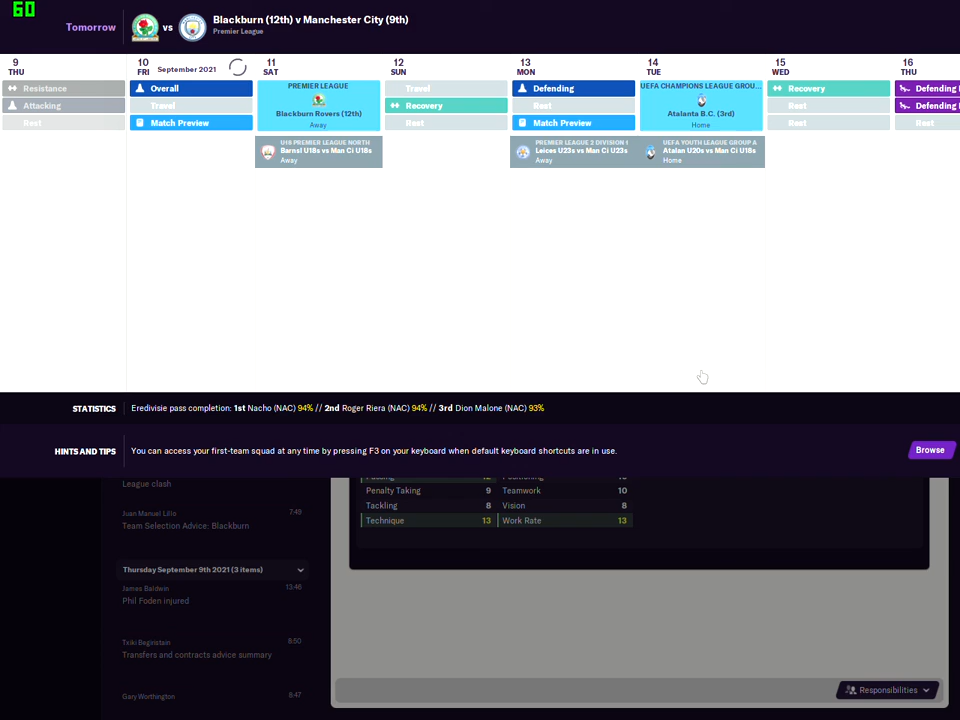 60
Tomorrow
vs
Blackburn (12th) v Manchester City (9th)
Premier League
9
THU
10
FRI
September 2021
11
SAT
12
SUN
13
MON
14
TUE
15
WED
16
THU
Resistance
Overall
PREMIER LEAGUE
Travel
Defending
UEFA CHAMPIONS LEAGUE GROU...
Recovery
Defending
Attacking
Travel
Blackburn Rovers (12th)
Recovery
Rest
Atalanta B.C. (3rd)
Rest
Defending
Rest
Match Preview
Away
Rest
Match Preview
Home
Rest
Rest
U18 PREMIER LEAGUE NORTH
Barnsl U18s vs Man Ci U18s
Away
PREMIER LEAGUE 2 DIVISION 1
Leices U23s vs Man Ci U23s
Away
UEFA YOUTH LEAGUE GROUP A
Atalan U20s vs Man Ci U18s
Home
STATISTICS
Eredivisie pass completion: 1st Nacho (NAC) 94% // 2nd Roger Riera (NAC) 94% // 3rd Dion Malone (NAC) 93%
HINTS AND TIPS
You can access your first-team squad at any time by pressing F3 on your keyboard when default keyboard shortcuts are in use.
Browse
League clash
Juan Manuel Lillo
7:49
Team Selection Advice: Blackburn
Thursday September 9th 2021 (3 items)
James Baldwin
13:46
Phil Foden injured
Txiki Begiristain
8:50
Transfers and contracts advice summary
Gary Worthington
8:47
Penalty Taking 9
Teamwork 10
Tackling 8
Vision 8
Technique 13
Work Rate 13
Responsibilities